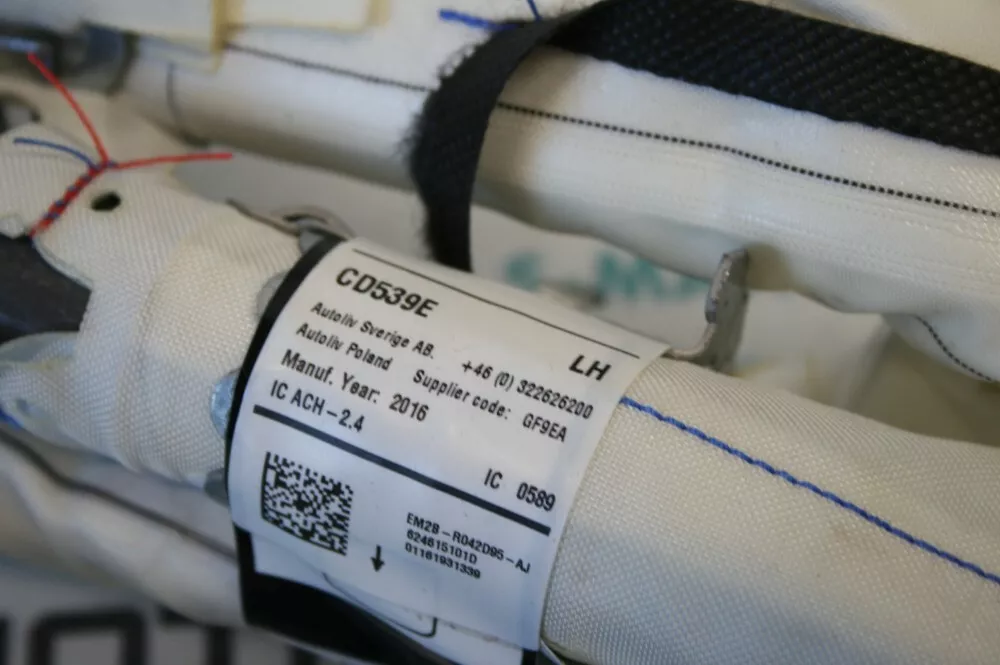 CD539E
LH
Autoliv Sverige AB. +46 (0) 322626200
Autoliv Poland Supplier code: GF9EA
Manuf. Year: 2016
IC ACH-2.4
IC 0589
EM2B-R042D95-AJ
624615101D
01161931339